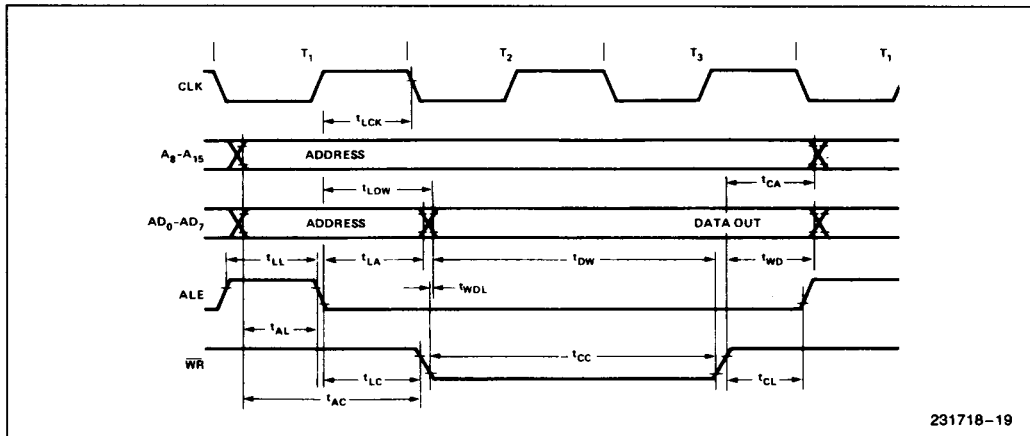 T1 T2 T3 T1
CLK
tLCK
A8-A15 ADDRESS
tLDW tCA
AD0-AD7 ADDRESS DATA OUT
tLL tLA tDW tWD
ALE tWDL
tAL
WR tCC
tLC tCL
tAC
231718-19